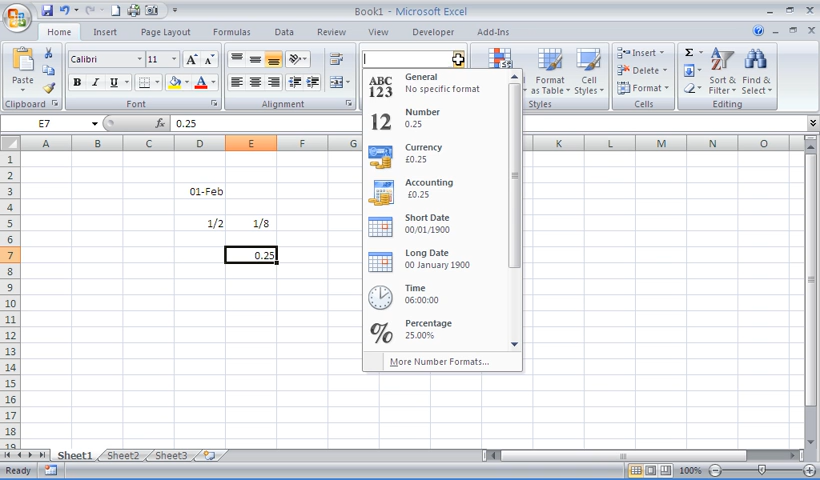 Book1 - Microsoft Excel
Home Insert Page Layout Formulas Data Review View Developer Add-Ins
Calibri 11 A A Insert Σ
Paste B I U A Delete
Format as Table Cell Styles Format Sort & Filter Find & Select
Clipboard Font Alignment Styles Cells Editing
E7 fx 0.25
A B C D E F G K L M N O
1
2
3 01-Feb
4
5 1/2 1/8
6
7 0.25
8
9
10
11
12
13
14
15
16
17
18
19
ABC 123
General
No specific format
12
Number
0.25
Currency
£0.25
Accounting
£0.25
Short Date
00/01/1900
Long Date
00 January 1900
Time
06:00:00
%
Percentage
25.00%
More Number Formats...
Sheet1 Sheet2 Sheet3
Ready 100%